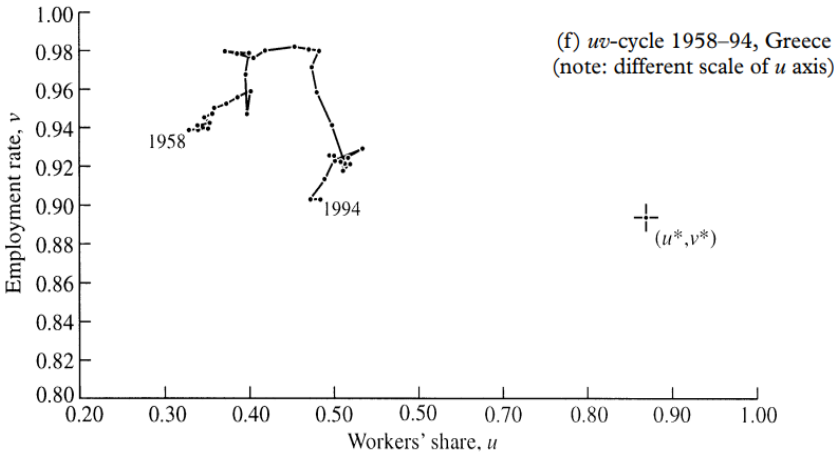 1.00
(f) uv-cycle 1958–94, Greece
(note: different scale of u axis)
0.98
0.96
0.94
1958
0.92
0.90
1994
(u*,v*)
0.88
0.86
0.84
0.82
0.80
Employment rate, v
0.20 0.30 0.40 0.50 0.50 0.70 0.80 0.90 1.00
Workers' share, u